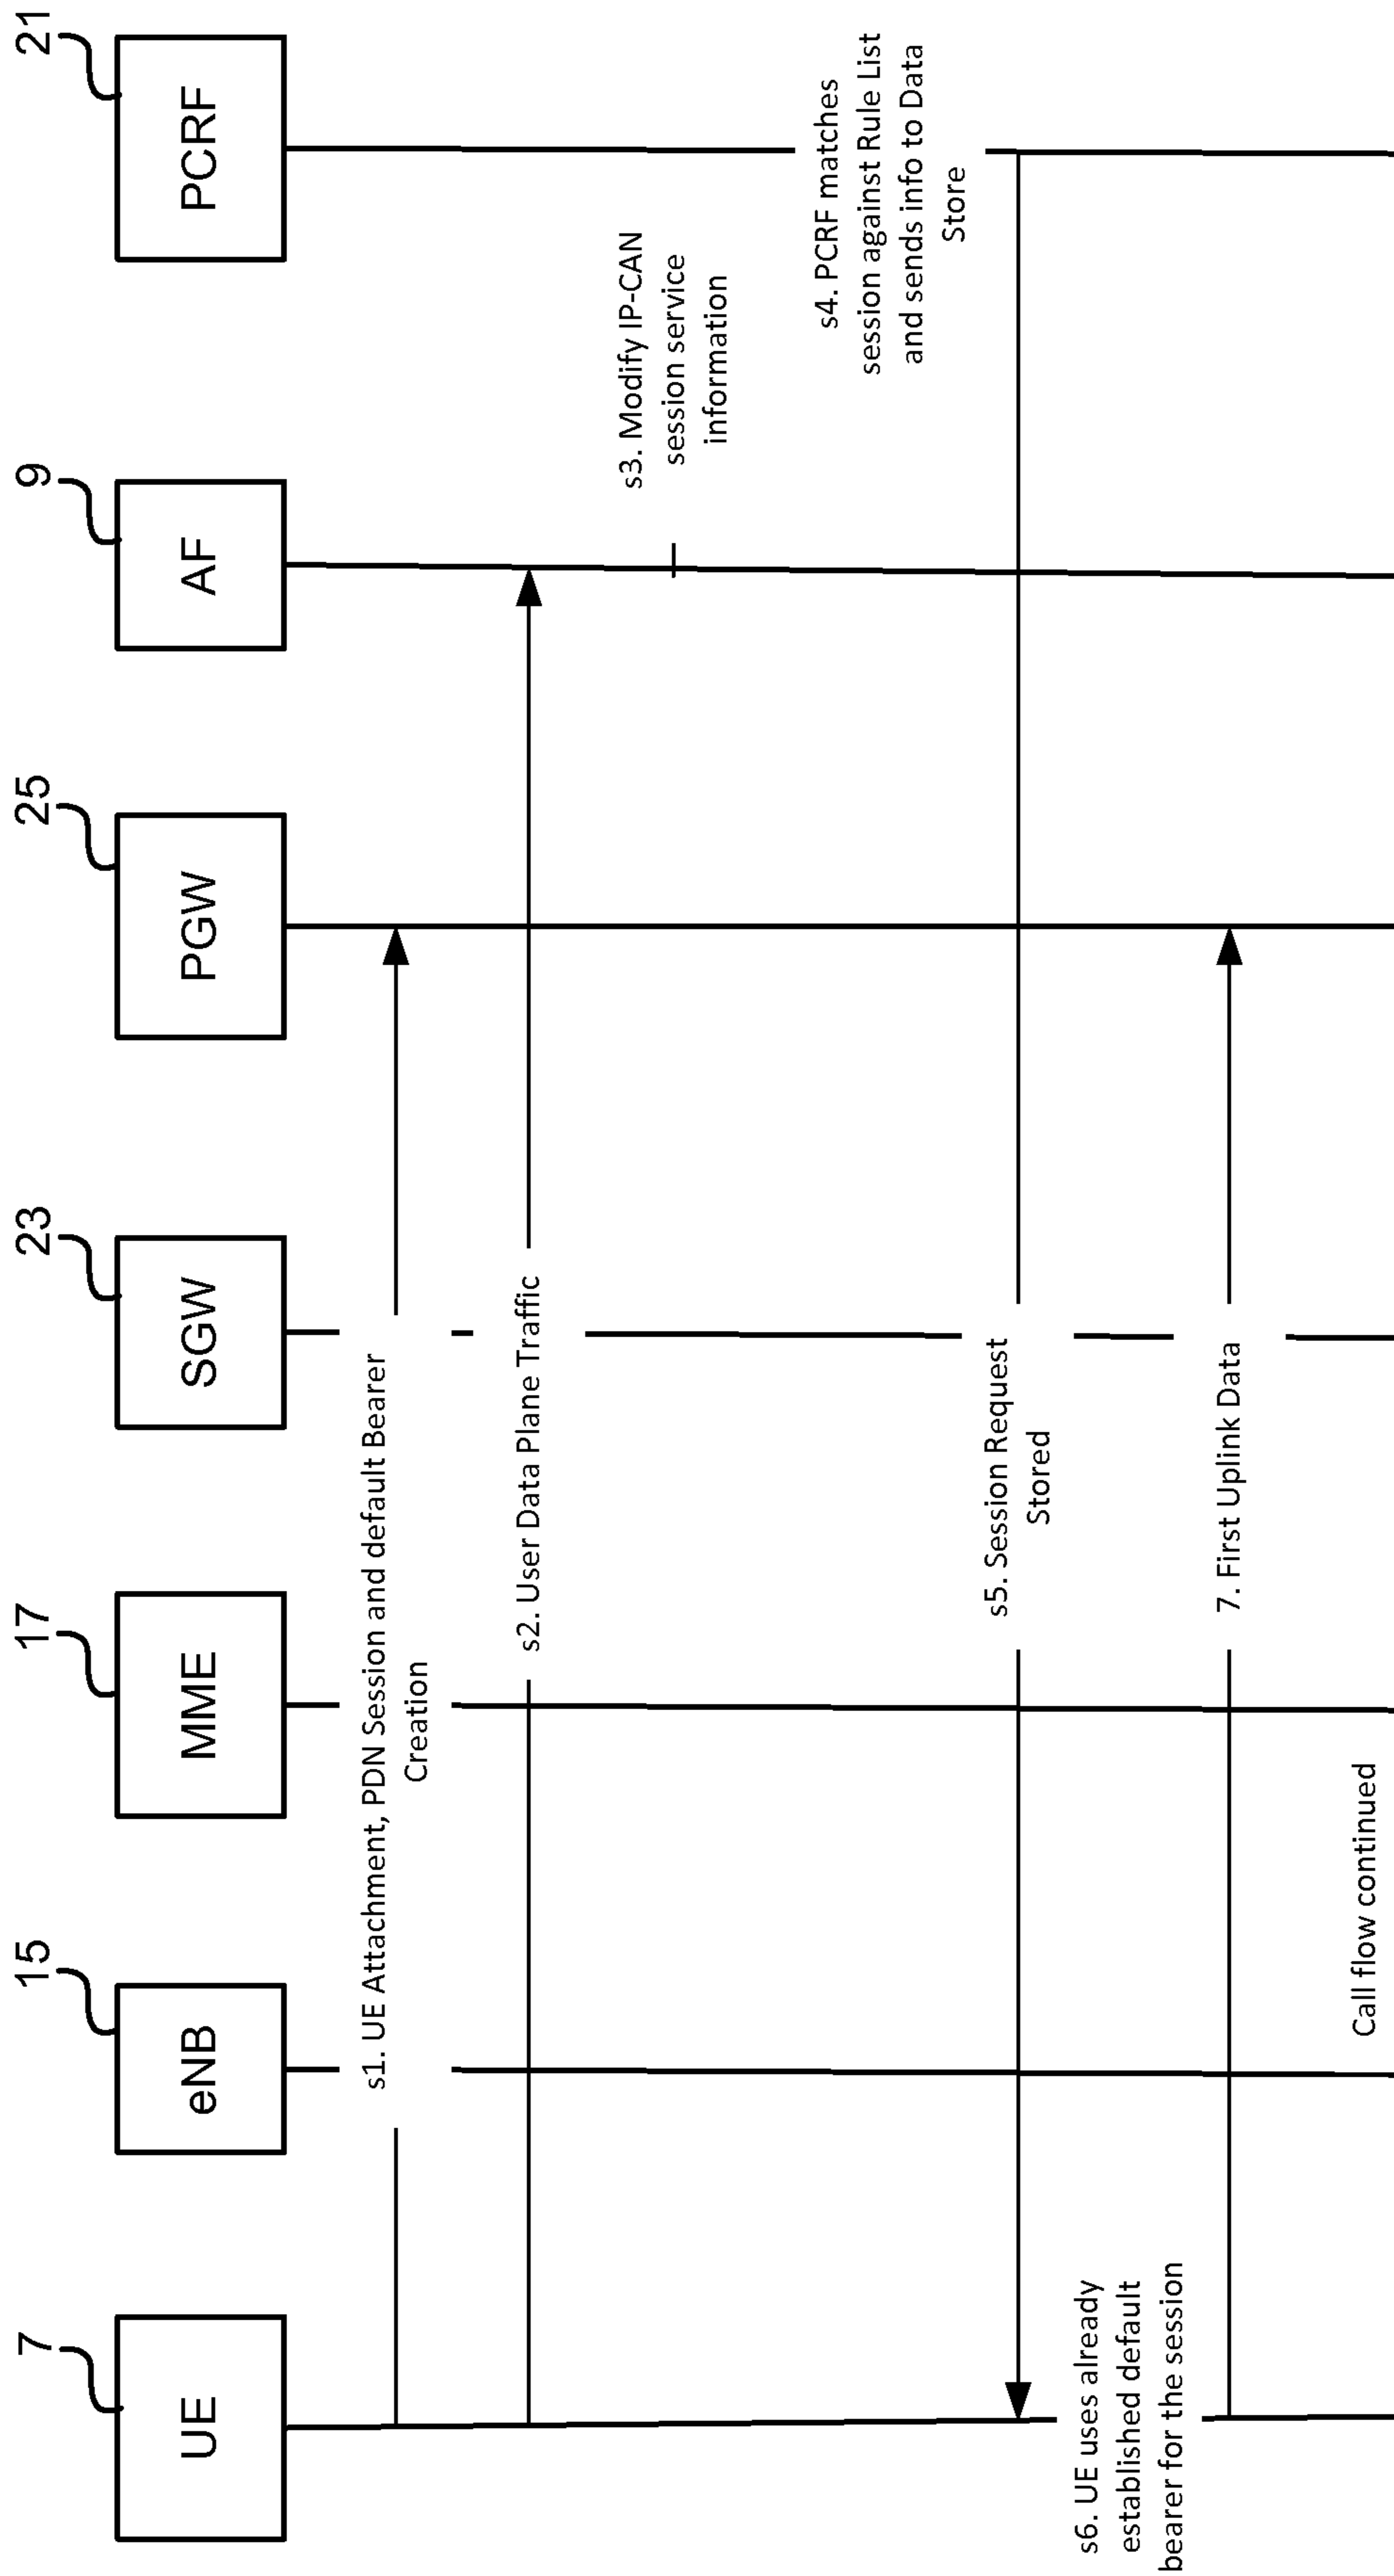 7
15
17
23
25
9
21
UE
eNB
MME
SGW
PGW
AF
PCRF
s1. UE Attachment, PDN Session and default Bearer
Creation
s2. User Data Plane Traffic
s3. Modify IP-CAN
session service
information
s4. PCRF matches
session against Rule List
and sends info to Data
Store
s5. Session Request
Stored
s6. UE uses already
established default
bearer for the session
7. First Uplink Data
Call flow continued